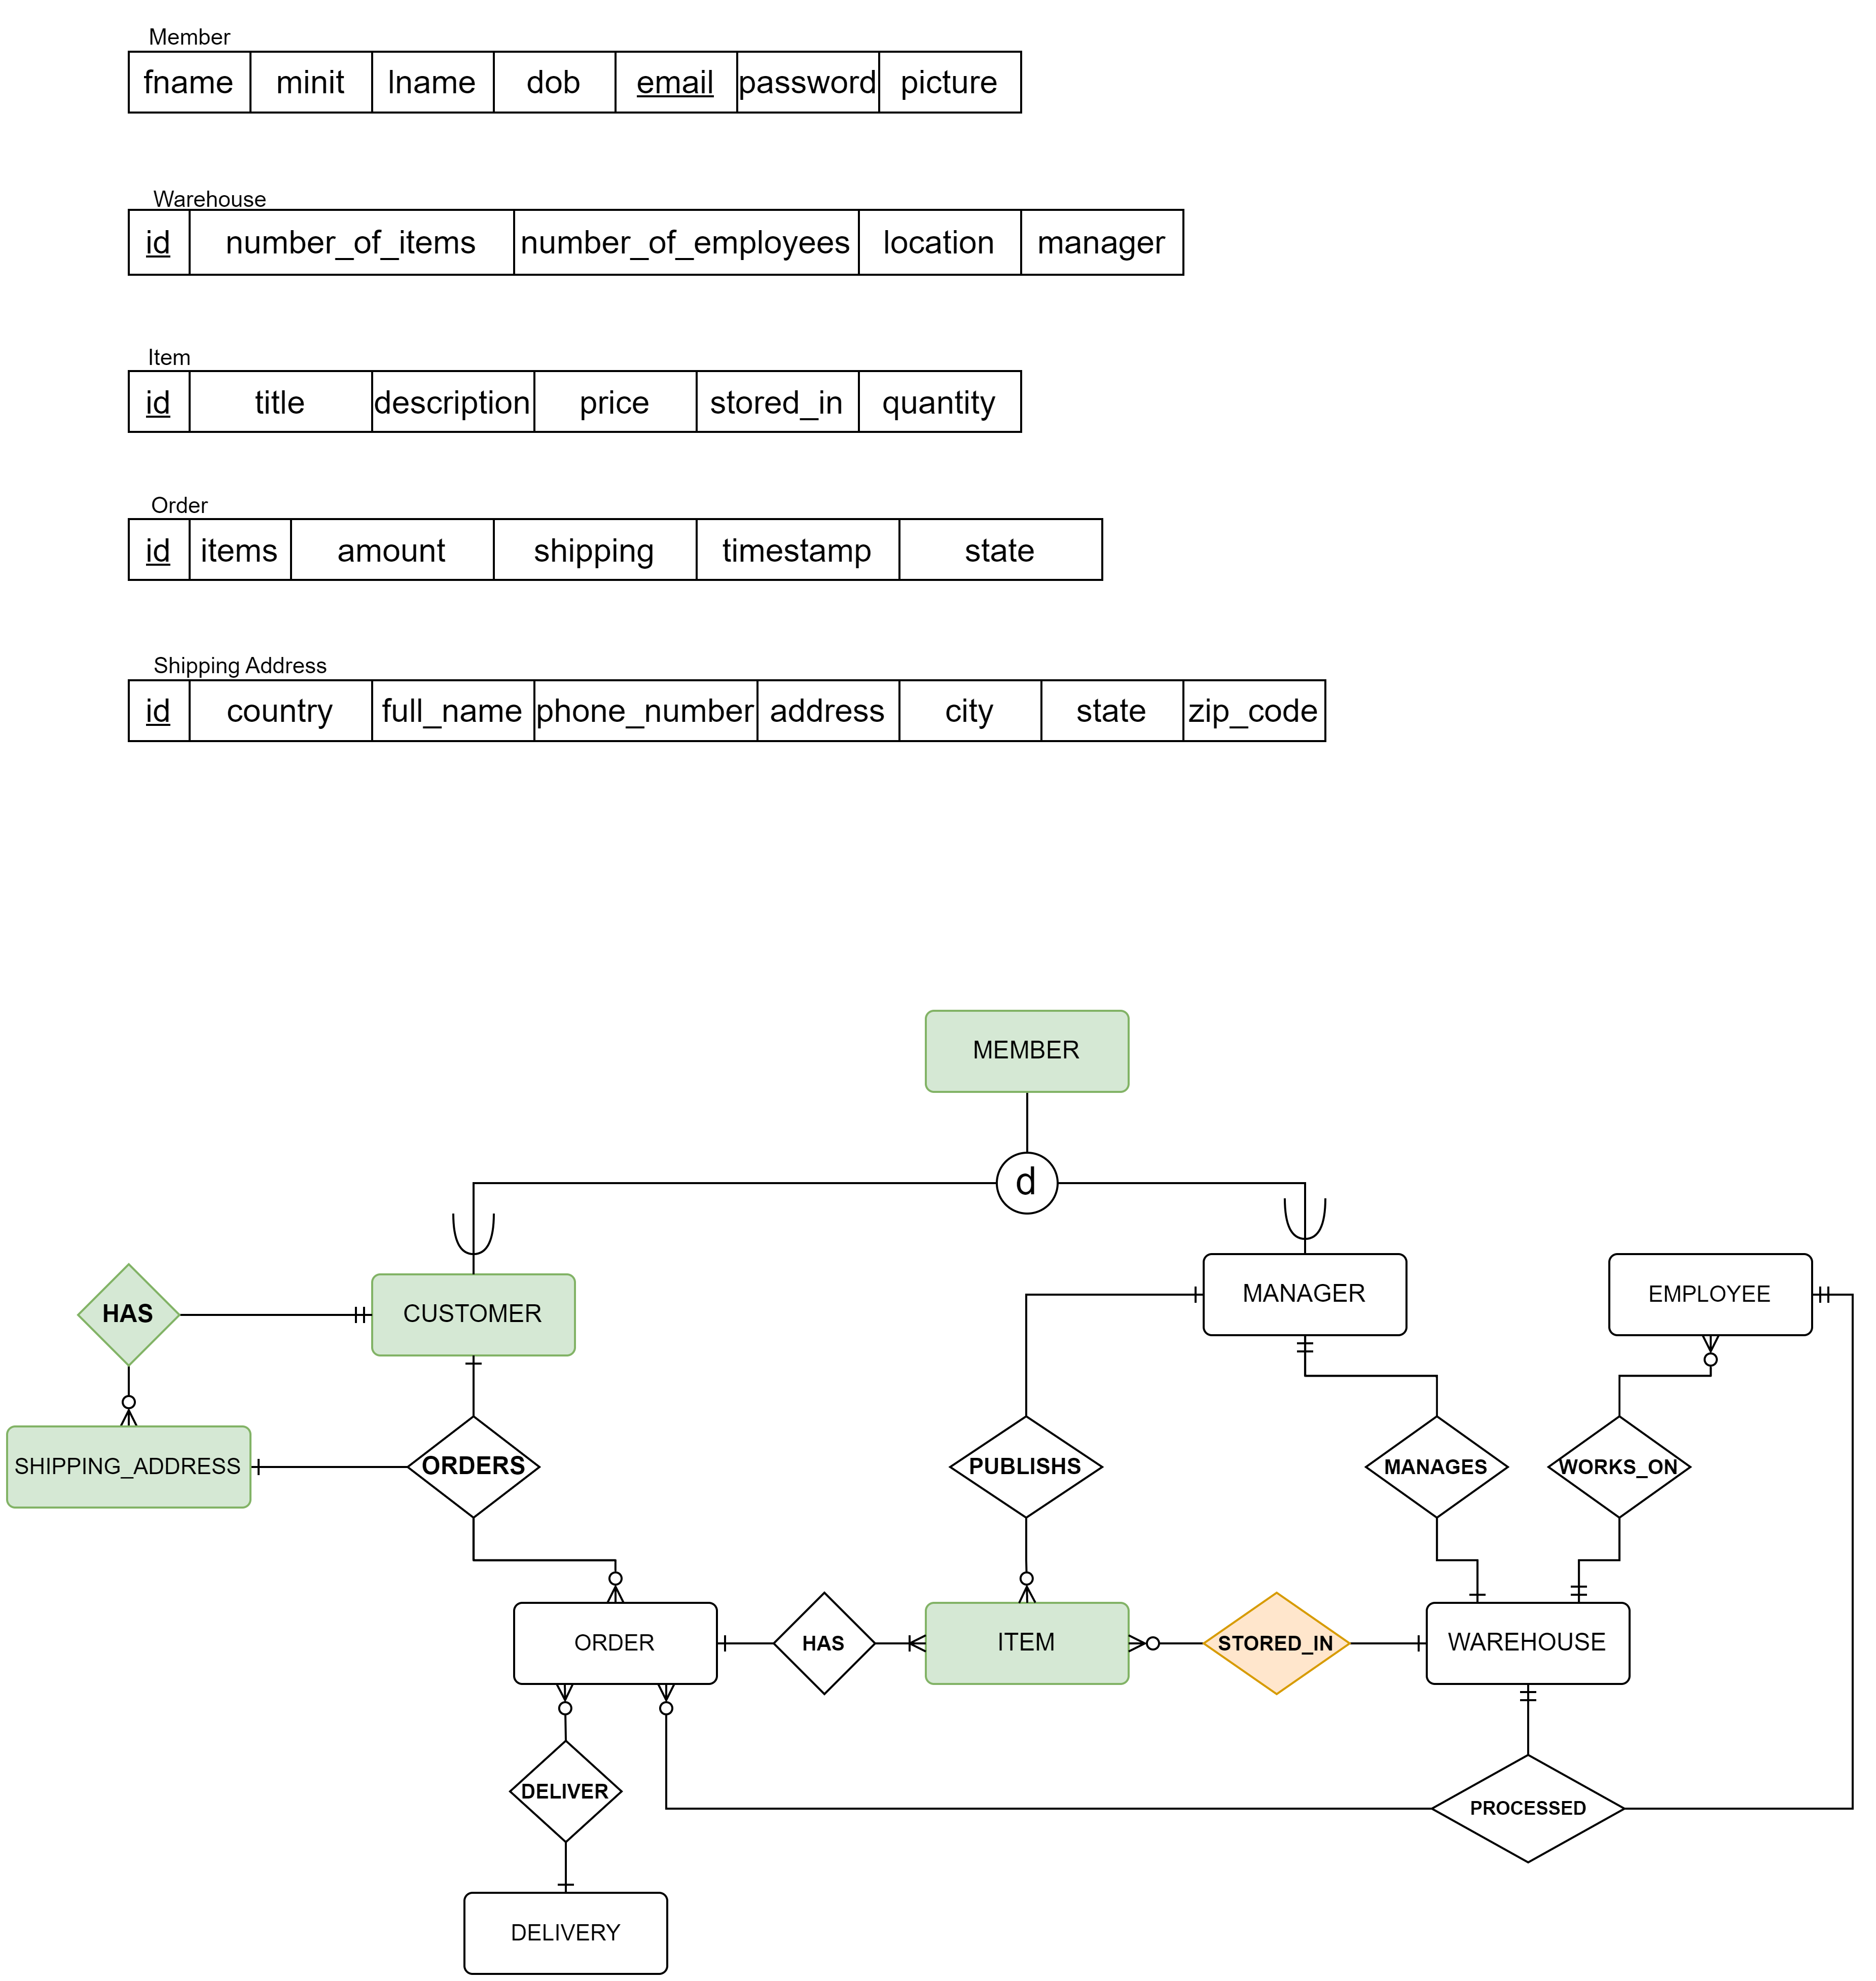 Member
fname minit lname dob email password picture
Warehouse
id number_of_items number_of_employees location manager
Item
id title description price stored_in quantity
Order
id items amount shipping timestamp state
Shipping Address
id country full_name phone_number address city state zip_code
MEMBER
d
HAS
CUSTOMER
MANAGER
EMPLOYEE
SHIPPING_ADDRESS
ORDERS
PUBLISHS
MANAGES
WORKS_ON
ORDER
HAS
ITEM
STORED_IN
WAREHOUSE
DELIVER
PROCESSED
DELIVERY